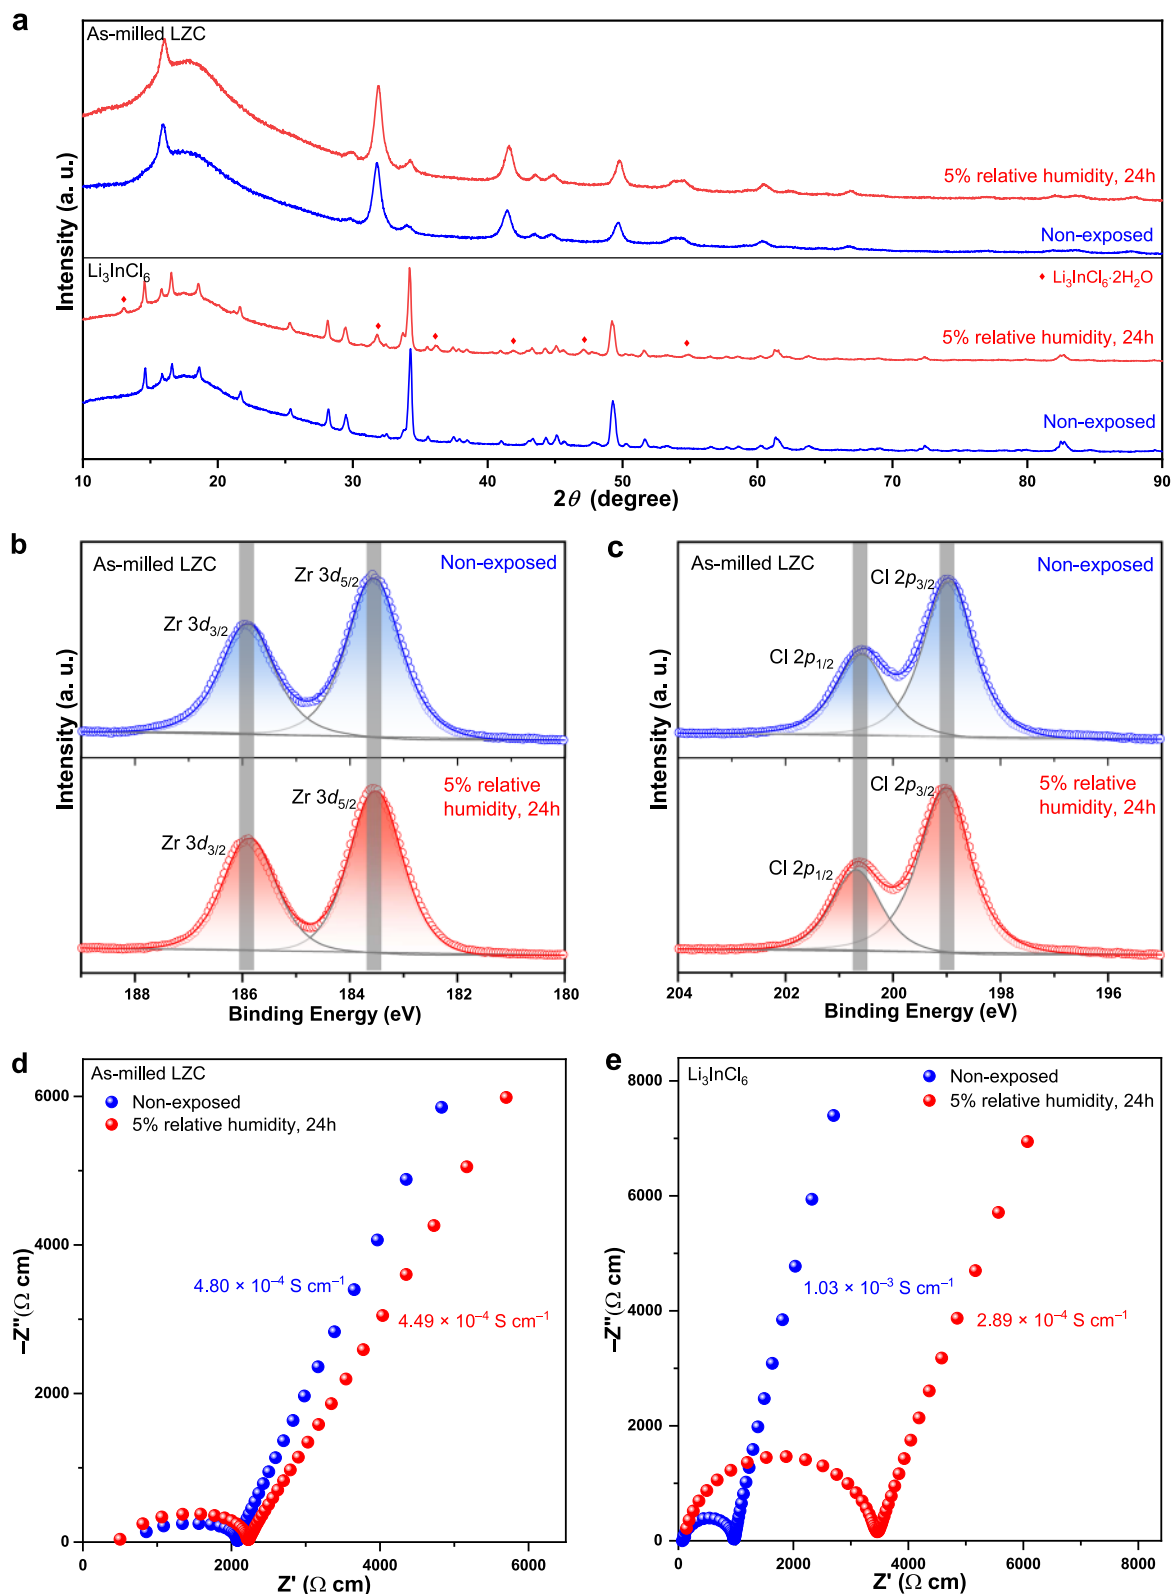 a
As-milled LZC
5% relative humidity, 24h
Non-exposed
Li₃InCl₆
♦ Li₃InCl₆·2H₂O
5% relative humidity, 24h
Non-exposed
Intensity (a. u.)
Intensity (a. u.)
10 20 30 40 50 60 70 80 90
2θ (degree)
b
As-milled LZC
Non-exposed
Zr 3d₅/₂
Zr 3d₃/₂
5% relative
humidity, 24h
Zr 3d₅/₂
Zr 3d₃/₂
Intensity (a. u.)
188 186 184 182 180
Binding Energy (eV)
c
As-milled LZC
Non-exposed
Cl 2p₃/₂
Cl 2p₁/₂
5% relative
humidity, 24h
Cl 2p₃/₂
Cl 2p₁/₂
Intensity (a. u.)
204 202 200 198 196
Binding Energy (eV)
d
As-milled LZC
Non-exposed
5% relative humidity, 24h
6000
4000
2000
0
4.80 × 10⁻⁴ S cm⁻¹
4.49 × 10⁻⁴ S cm⁻¹
−Z''(Ω cm)
0 2000 4000 6000
Z' (Ω cm)
e
Li₃InCl₆
Non-exposed
5% relative humidity, 24h
8000
6000
4000
2000
0
1.03 × 10⁻³ S cm⁻¹
2.89 × 10⁻⁴ S cm⁻¹
−Z''(Ω cm)
0 2000 4000 6000 8000
Z' (Ω cm)